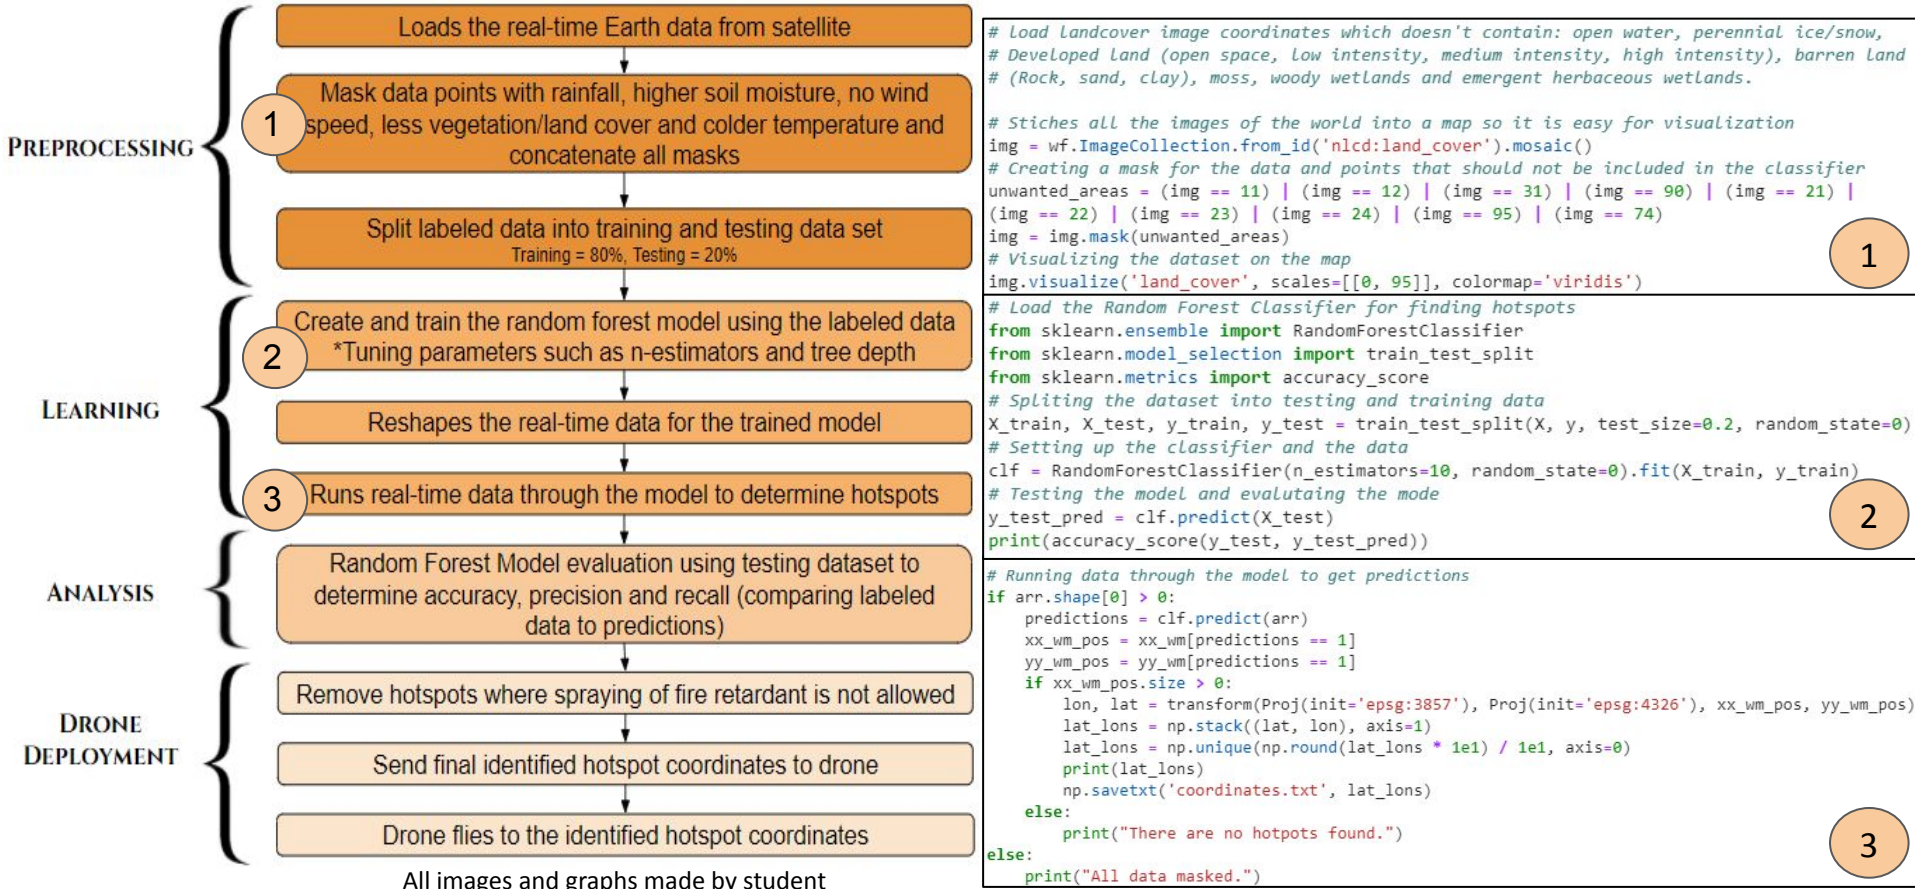 PREPROCESSING
LEARNING
ANALYSIS
DRONE
DEPLOYMENT
Loads the real-time Earth data from satellite
1
Mask data points with rainfall, higher soil moisture, no wind
speed, less vegetation/land cover and colder temperature and
concatenate all masks
Split labeled data into training and testing data set
Training = 80%, Testing = 20%
2
Create and train the random forest model using the labeled data
*Tuning parameters such as n-estimators and tree depth
Reshapes the real-time data for the trained model
3
Runs real-time data through the model to determine hotspots
Random Forest Model evaluation using testing dataset to
determine accuracy, precision and recall (comparing labeled
data to predictions)
Remove hotspots where spraying of fire retardant is not allowed
Send final identified hotspot coordinates to drone
Drone flies to the identified hotspot coordinates
All images and graphs made by student
# Load Landcover image coordinates which doesn't contain: open water, perennial ice/snow,
# Developed Land (open space, low intensity, medium intensity, high intensity), barren land
# (Rock, sand, clay), moss, woody wetlands and emergent herbaceous wetlands.
# Stiches all the images of the world into a map so it is easy for visualization
img = wf.ImageCollection.from_id('nlcd:land_cover').mosaic()
# Creating a mask for the data and points that should not be included in the classifier
unwanted_areas = (img == 11) | (img == 12) | (img == 31) | (img == 90) | (img == 21) |
(img == 22) | (img == 23) | (img == 24) | (img == 95) | (img == 74)
img = img.mask(unwanted_areas)
# Visualizing the dataset on the map
img.visualize('land_cover', scales=[[0, 95]], colormap='viridis')
1
# Load the Random Forest Classifier for finding hotspots
from sklearn.ensemble import RandomForestClassifier
from sklearn.model_selection import train_test_split
from sklearn.metrics import accuracy_score
# Spliting the dataset into testing and training data
X_train, X_test, y_train, y_test = train_test_split(X, y, test_size=0.2, random_state=0)
# Setting up the classifier and the data
clf = RandomForestClassifier(n_estimators=10, random_state=0).fit(X_train, y_train)
# Testing the model and evalutaing the mode
y_test_pred = clf.predict(X_test)
print(accuracy_score(y_test, y_test_pred))
2
# Running data through the model to get predictions
if arr.shape[0] > 0:
    predictions = clf.predict(arr)
    xx_wm_pos = xx_wm[predictions == 1]
    yy_wm_pos = yy_wm[predictions == 1]
    if xx_wm_pos.size > 0:
        lon, lat = transform(Proj(init='epsg:3857'), Proj(init='epsg:4326'), xx_wm_pos, yy_wm_pos)
        lat_lons = np.stack((lat, lon), axis=1)
        lat_lons = np.unique(np.round(lat_lons * 1e1) / 1e1, axis=0)
        print(lat_lons)
        np.savetxt('coordinates.txt', lat_lons)
    else:
        print("There are no hotpots found.")
else:
    print("All data masked.")
3